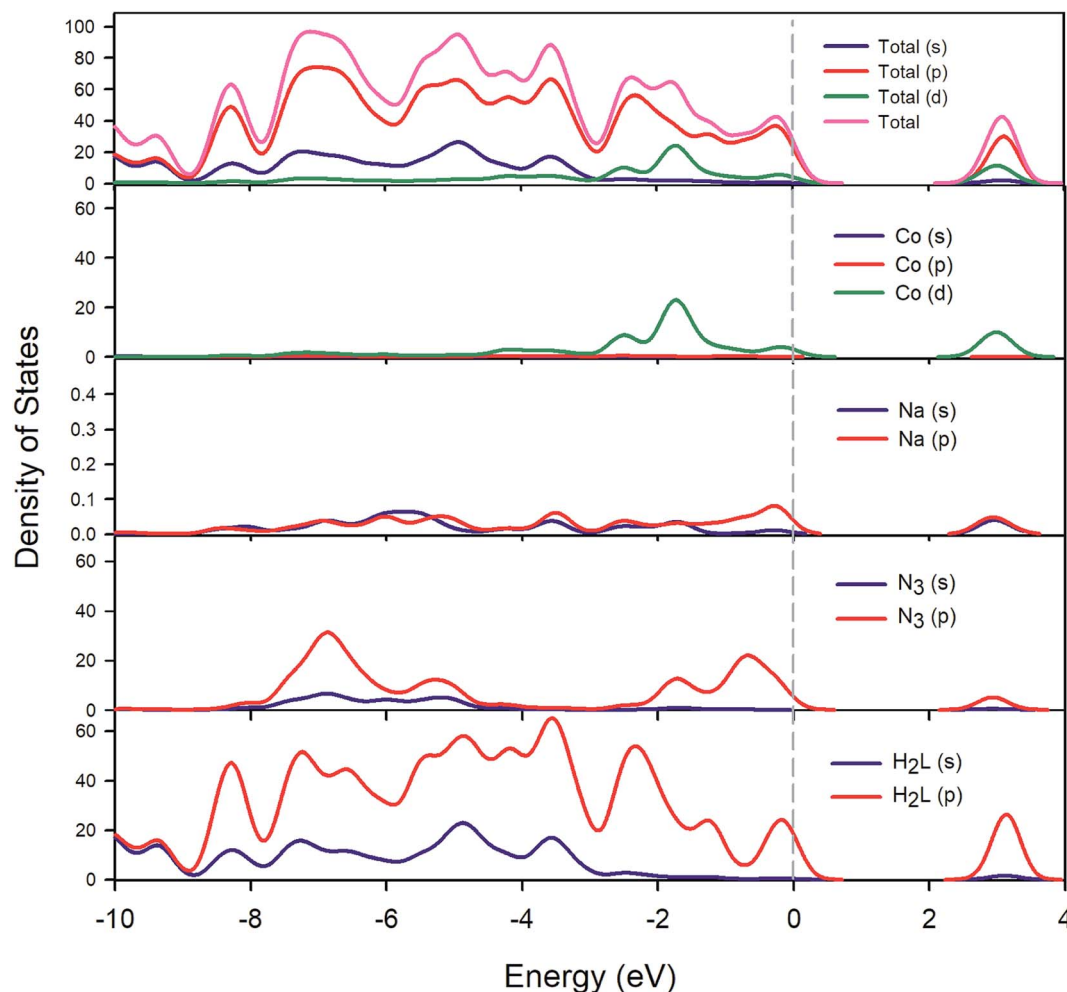 100
80
60
40
20
0
Total (s)
Total (p)
Total (d)
Total
60
40
20
0
Co (s)
Co (p)
Co (d)
0.4
0.3
0.2
0.1
0.0
Na (s)
Na (p)
60
40
20
0
N₃ (s)
N₃ (p)
60
40
20
0
H₂L (s)
H₂L (p)
Density of States
-10 -8 -6 -4 -2 0 2 4
Energy (eV)